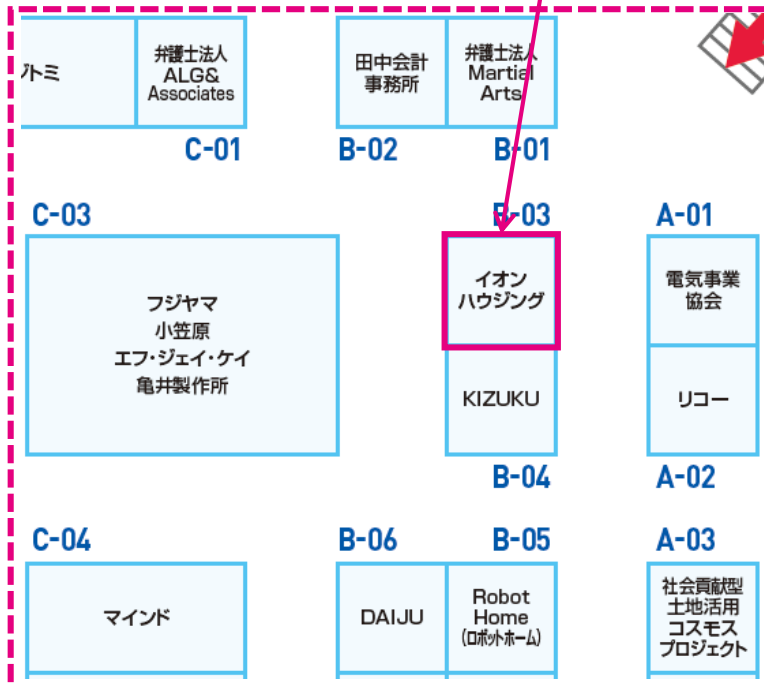 弁護士法人
ALG&
Associates
田中会計
事務所
弁護士法人
Martial
Arts
C-01
B-02
B-01
C-03
B-03
A-01
フジヤマ
小笠原
エフ・ジェイ・ケイ
亀井製作所
イオン
ハウジング
電気事業
協会
KIZUKU
リコー
B-04
A-02
C-04
B-06
B-05
A-03
マインド
DAIJU
Robot
Home
(ロボットホーム)
社会貢献型
土地活用
コスモス
プロジェクト